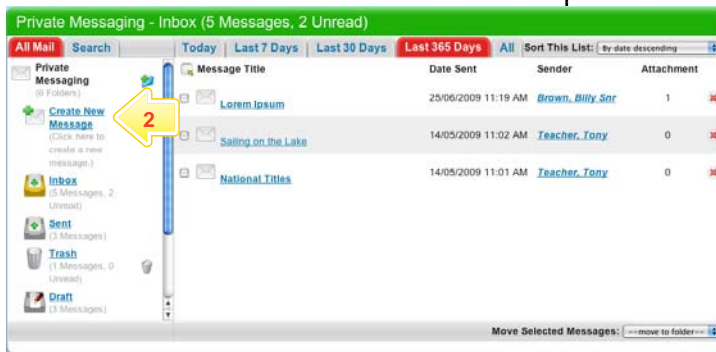 Private Messaging - Inbox (5 Messages, 2 Unread)
All Mail Search
Today Last 7 Days Last 30 Days Last 365 Days All Sort This List: By date descending
Private
Messaging
(6 Folders)
Create New
Message
(Click here to
create a new
message.)
2
Inbox
(5 Messages, 2
Unread)
Sent
(3 Messages)
Trash
(1 Messages, 0
Unread)
Draft
(3 Messages)
Message Title Date Sent Sender Attachment
Lorem Ipsum 25/06/2009 11:19 AM Brown, Billy Snr 1
Sailing on the Lake 14/05/2009 11:02 AM Teacher, Tony 0
National Titles 14/05/2009 11:01 AM Teacher, Tony 0
Move Selected Messages: --move to folder--